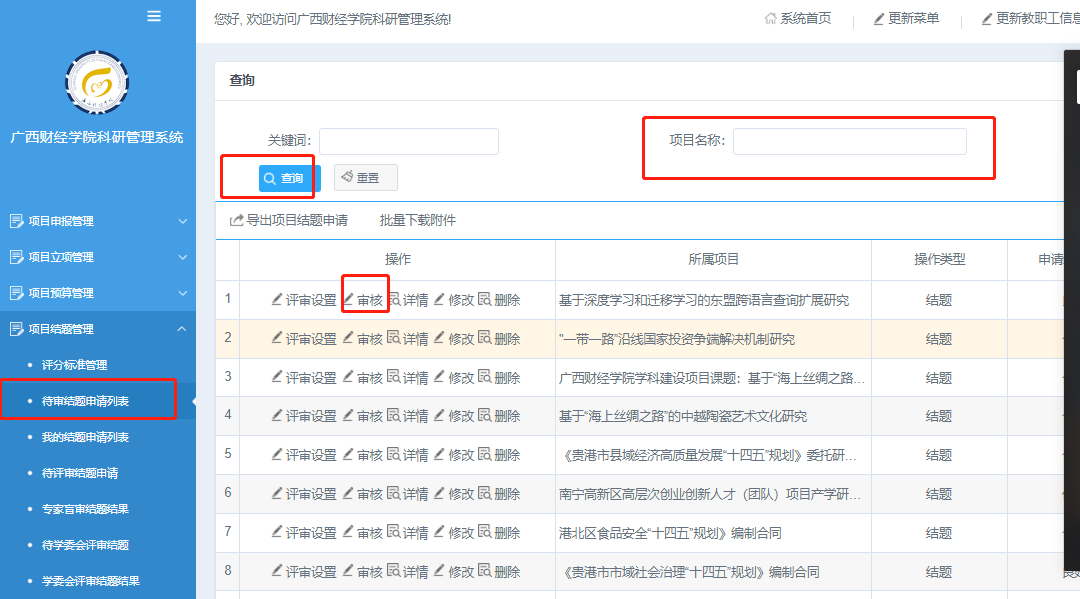 您好, 欢迎访问广西财经学院科研管理系统!
系统首页 更新菜单 更新教职工信息
广西财经学院科研管理系统
项目申报管理
项目立项管理
项目预算管理
项目结题管理
评分标准管理
待审结题申请列表
我的结题申请列表
待评审结题申请
专家盲审结题结果
待学委会评审结题
学委会评审结题结果
查询
关键词：
项目名称：
查询 重置
导出项目结题申请 批量下载附件
操作 所属项目 操作类型 申请
1 评审设置 审核 详情 修改 删除 基于深度学习和迁移学习的东盟跨语言查询扩展研究 结题
2 评审设置 审核 详情 修改 删除 "一带一路"沿线国家投资争端解决机制研究 结题
3 评审设置 审核 详情 修改 删除 广西财经学院学科建设项目课题：基于“海上丝绸之路… 结题
4 评审设置 审核 详情 修改 删除 基于“海上丝绸之路”的中越陶瓷艺术文化研究 结题
5 评审设置 审核 详情 修改 删除 《贵港市县域经济高质量发展“十四五”规划》委托研… 结题
6 评审设置 审核 详情 修改 删除 南宁高新区高层次创业创新人才（团队）项目产学研… 结题
7 评审设置 审核 详情 修改 删除 港北区食品安全“十四五”规划》编制合同 结题
8 评审设置 审核 详情 修改 删除 《贵港市市域社会治理“十四五”规划》编制合同 结题